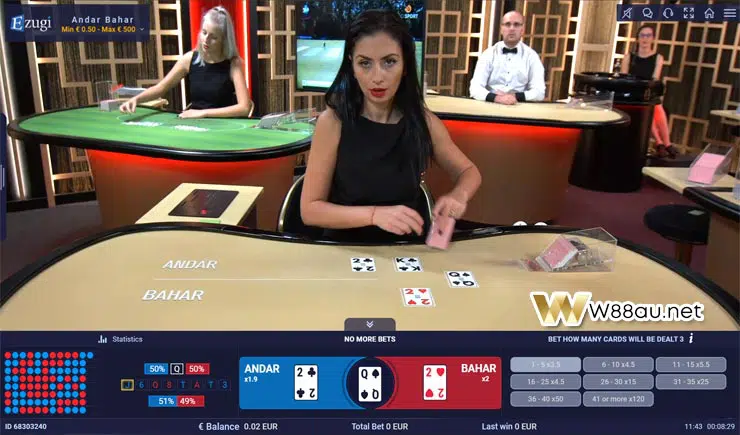 Ezugi
Andar Bahar
Min € 0.50 - Max € 500
SPORT
ANDAR
BAHAR
2
K
Q
2
W88au.net
Statistics
NO MORE BETS
BET HOW MANY CARDS WILL BE DEALT 3 i
50% Q 50%
J 6 Q 8 T A T 3
51% 49%
ANDAR
x1.9
2
Q
2
BAHAR
x2
1 - 5 x3.5
6 - 10 x4.5
11 - 15 x5.5
16 - 25 x4.5
26 - 30 x15
31 - 35 x25
36 - 40 x50
41 or more x120
ID 68303240
€ Balance 0.02 EUR
Total Bet 0 EUR
Last win 0 EUR
11:43 00:08:29